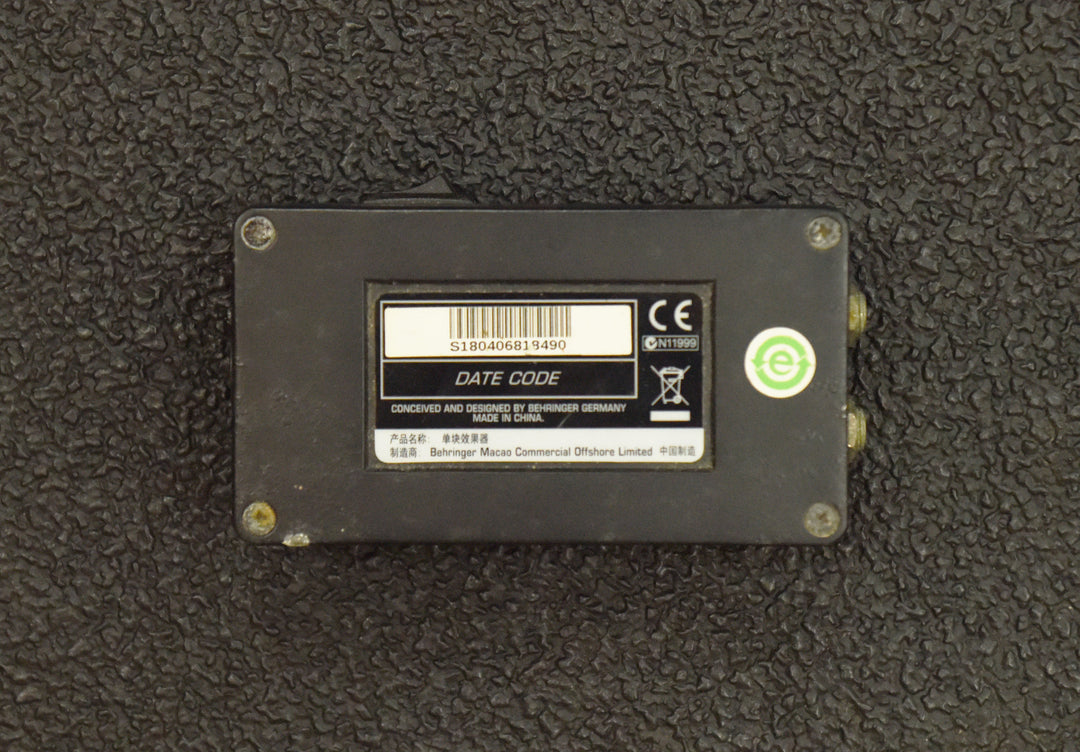 S180406818490
DATE CODE
CE
N11999
CONCEIVED AND DESIGNED BY BEHRINGER GERMANY
MADE IN CHINA.
产品名称: 单块效果器
制造商: Behringer Macao Commercial Offshore Limited 中国制造
e